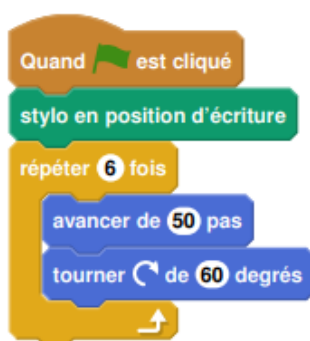 Quand est cliqué
stylo en position d'écriture
répéter 6 fois
avancer de 50 pas
tourner de 60 degrés